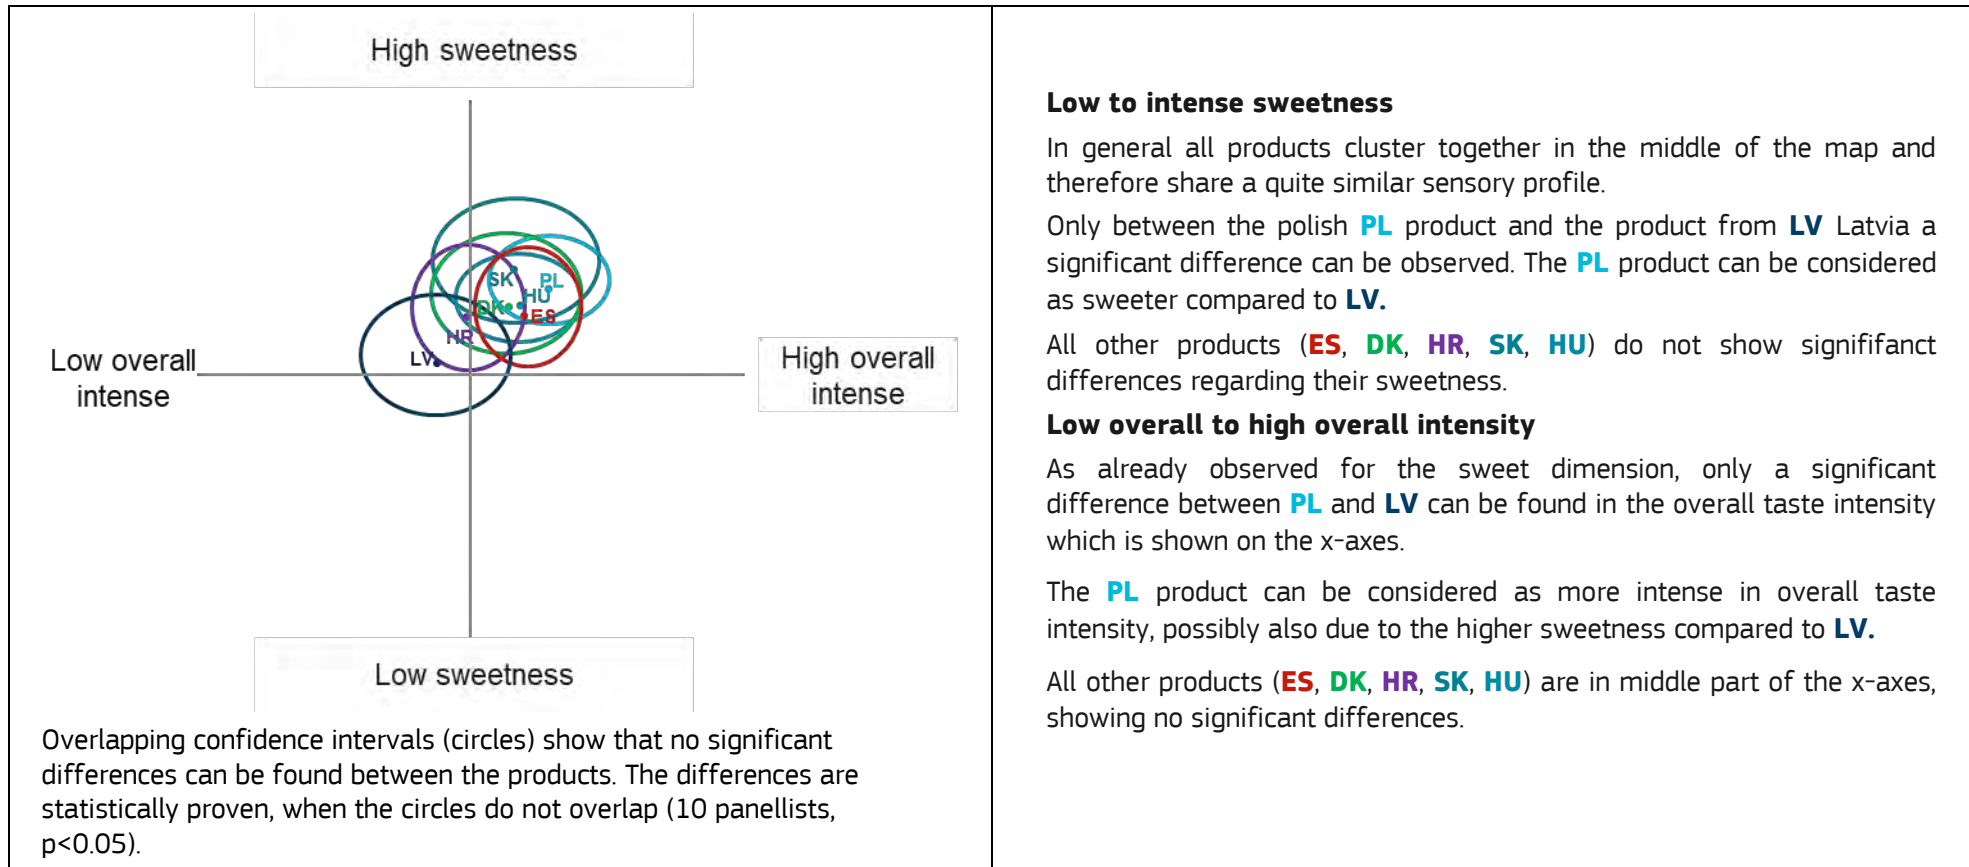 High sweetness
SK
PL
HU
DK
ES
HR
LV
Low overall
intense
High overall
intense
Low sweetness
Overlapping confidence intervals (circles) show that no significant
differences can be found between the products. The differences are
statistically proven, when the circles do not overlap (10 panellists,
p<0.05).
Low to intense sweetness
In general all products cluster together in the middle of the map and
therefore share a quite similar sensory profile.
Only between the polish PL product and the product from LV Latvia a
significant difference can be observed. The PL product can be considered
as sweeter compared to LV.
All other products (ES, DK, HR, SK, HU) do not show signififanct
differences regarding their sweetness.
Low overall to high overall intensity
As already observed for the sweet dimension, only a significant
difference between PL and LV can be found in the overall taste intensity
which is shown on the x-axes.
The PL product can be considered as more intense in overall taste
intensity, possibly also due to the higher sweetness compared to LV.
All other products (ES, DK, HR, SK, HU) are in middle part of the x-axes,
showing no significant differences.